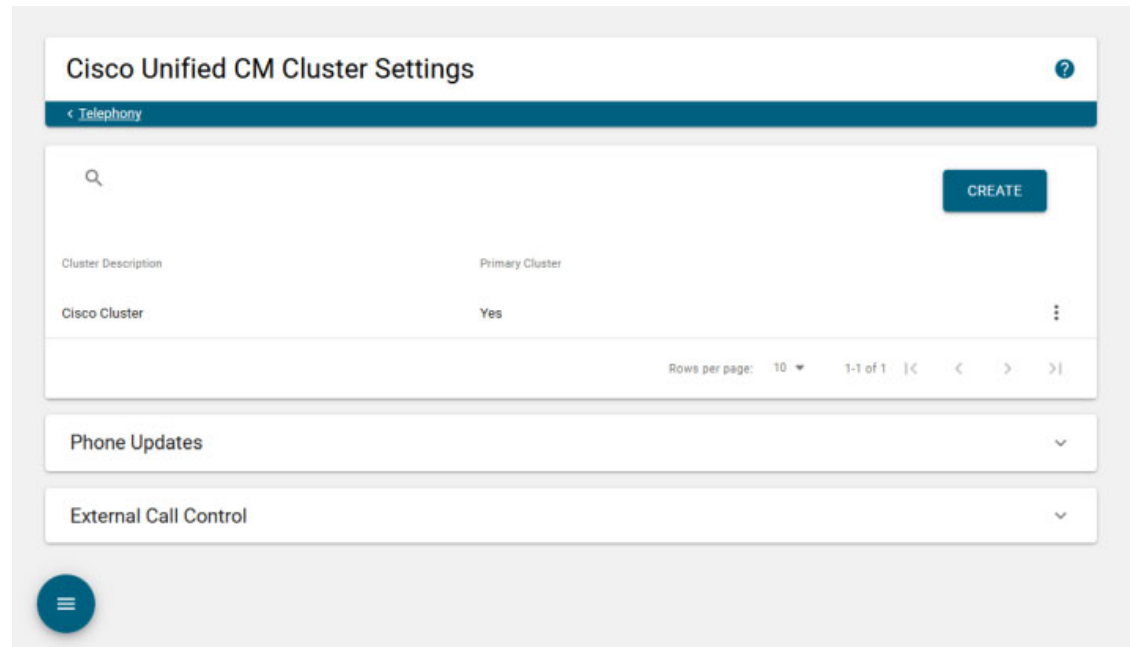 Cisco Unified CM Cluster Settings
?
< Telephony
CREATE
Cluster Description Primary Cluster
Cisco Cluster Yes
Rows per page: 10 1-1 of 1 |< < > >|
Phone Updates
External Call Control